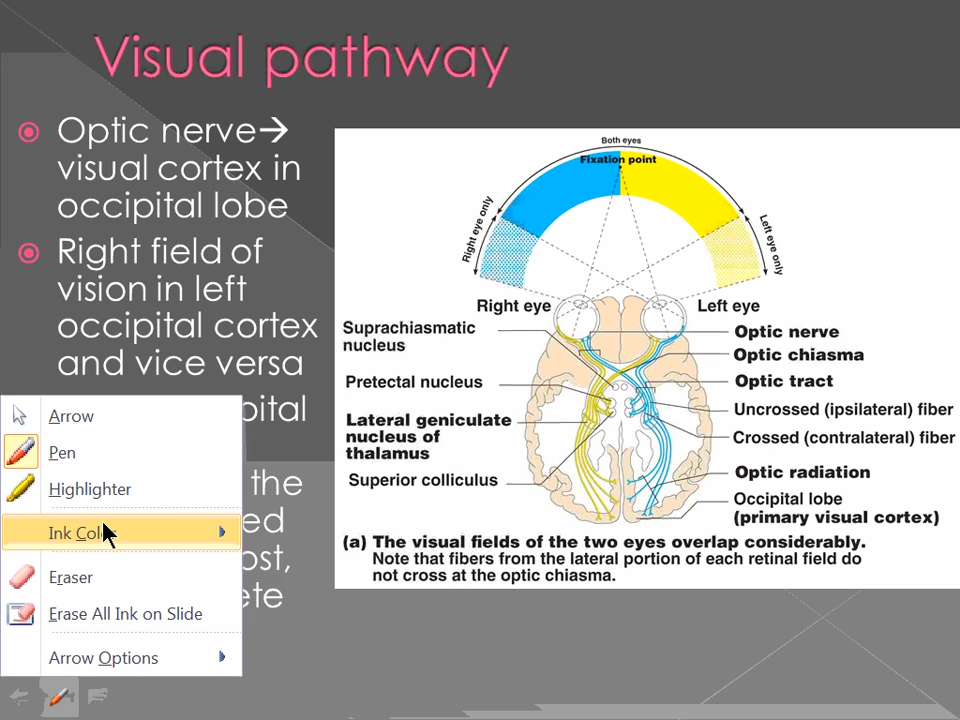 Visual pathway
Optic nerve→
visual cortex in
occipital lobe
Right field of
vision in left
occipital cortex
and vice versa
the
Arrow
Pen
Highlighter
Ink
Eraser
Erase All Ink on Slide
Arrow Options
Both eyes
Fixation point
Right eye only
Left eye only
Right eye
Left eye
Suprachiasmatic
nucleus
Pretectal nucleus
Lateral geniculate
nucleus of
thalamus
Superior colliculus
Optic nerve
Optic chiasma
Optic tract
Uncrossed (ipsilateral) fiber
Crossed (contralateral) fiber
Optic radiation
Occipital lobe
(primary visual cortex)
(a) The visual fields of the two eyes overlap considerably.
Note that fibers from the lateral portion of each retinal field do
not cross at the optic chiasma.